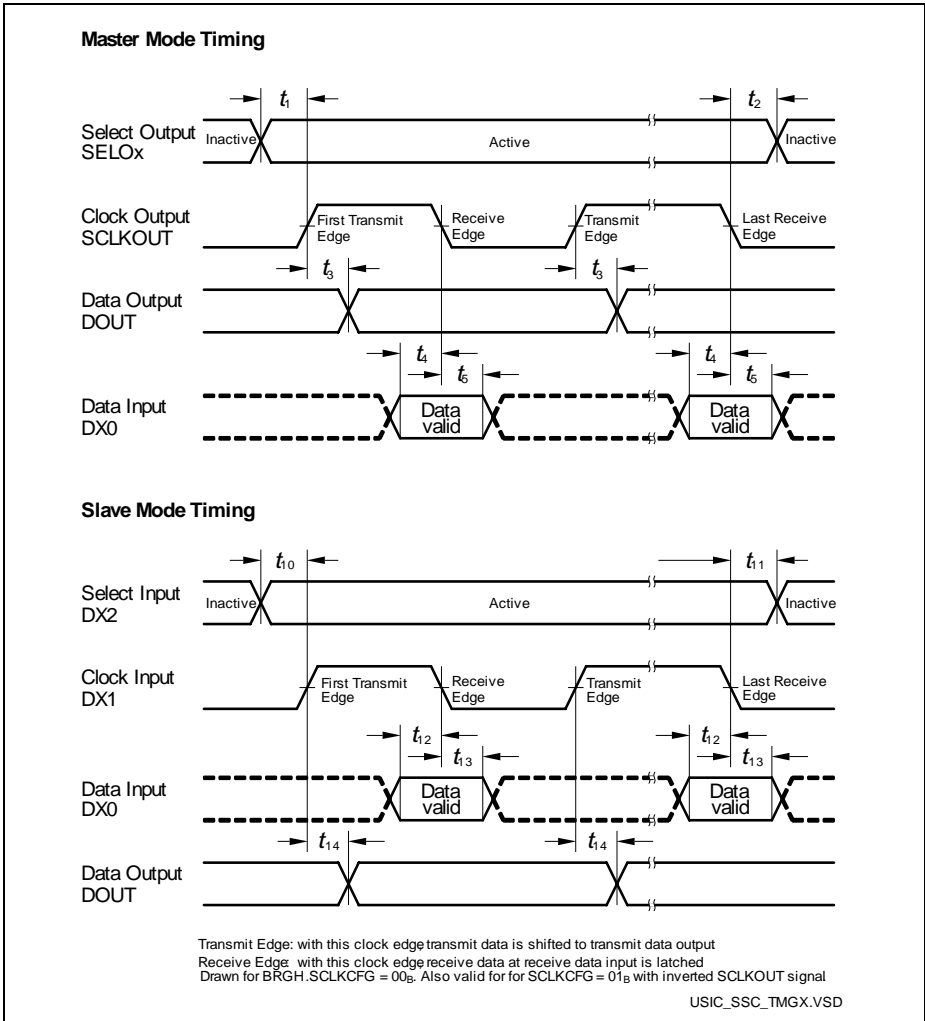 Master Mode Timing
t1
t2
Select Output
SELOx
Inactive
Active
Inactive
Clock Output
SCLKOUT
First Transmit
Edge
Receive
Edge
Transmit
Edge
Last Receive
Edge
t3
t3
Data Output
DOUT
t4
t5
t4
t5
Data Input
DX0
Data
valid
Data
valid
Slave Mode Timing
t10
t11
Select Input
DX2
Inactive
Active
Inactive
Clock Input
DX1
First Transmit
Edge
Receive
Edge
Transmit
Edge
Last Receive
Edge
t12
t13
t12
t13
Data Input
DX0
Data
valid
Data
valid
t14
t14
Data Output
DOUT
Transmit Edge: with this clock edge, transmit data is shifted to transmit data output
Receive Edge: with this clock edge, receive data at receive data input is latched
Drawn for BRGH.SCLKCFG = 00B. Also valid for for SCLKCFG = 01B with inverted SCLKOUT signal.
USIC_SSC_TMGX.VSD